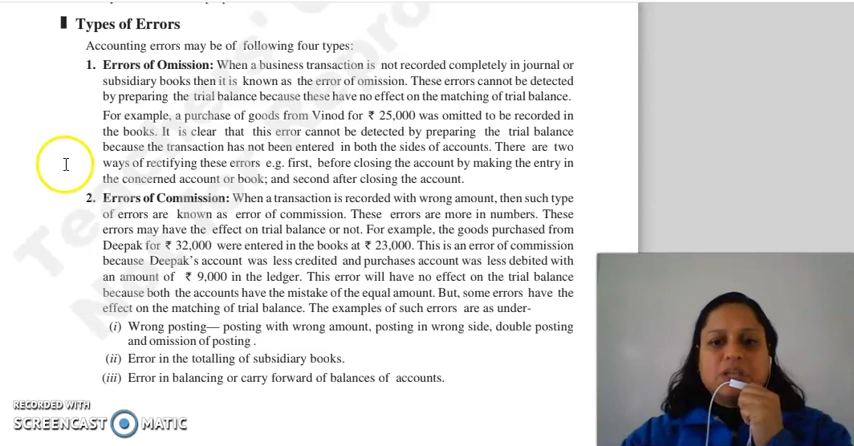 Types of Errors
Accounting errors may be of following four types:
1. Errors of Omission: When a business transaction is not recorded completely in journal or
subsidiary books then it is known as the error of omission. These errors cannot be detected
by preparing the trial balance because these have no effect on the matching of trial balance.
For example, a purchase of goods from Vinod for ₹ 25,000 was omitted to be recorded in
the books. It is clear that this error cannot be detected by preparing the trial balance
because the transaction has not been entered in both the sides of accounts. There are two
ways of rectifying these errors e.g. first, before closing the account by making the entry in
the concerned account or book; and second after closing the account.
2. Errors of Commission: When a transaction is recorded with wrong amount, then such type
of errors are known as error of commission. These errors are more in numbers. These
errors may have the effect on trial balance or not. For example, the goods purchased from
Deepak for ₹ 32,000 were entered in the books at ₹ 23,000. This is an error of commission
because Deepak's account was less credited and purchases account was less debited with
an amount of ₹ 9,000 in the ledger. This error will have no effect on the trial balance
because both the accounts have the mistake of the equal amount. But, some errors have the
effect on the matching of trial balance. The examples of such errors are as under-
(i) Wrong posting— posting with wrong amount, posting in wrong side, double posting
and omission of posting .
(ii) Error in the totalling of subsidiary books.
(iii) Error in balancing or carry forward of balances of accounts.
RECORDED WITH
SCREENCAST MATIC